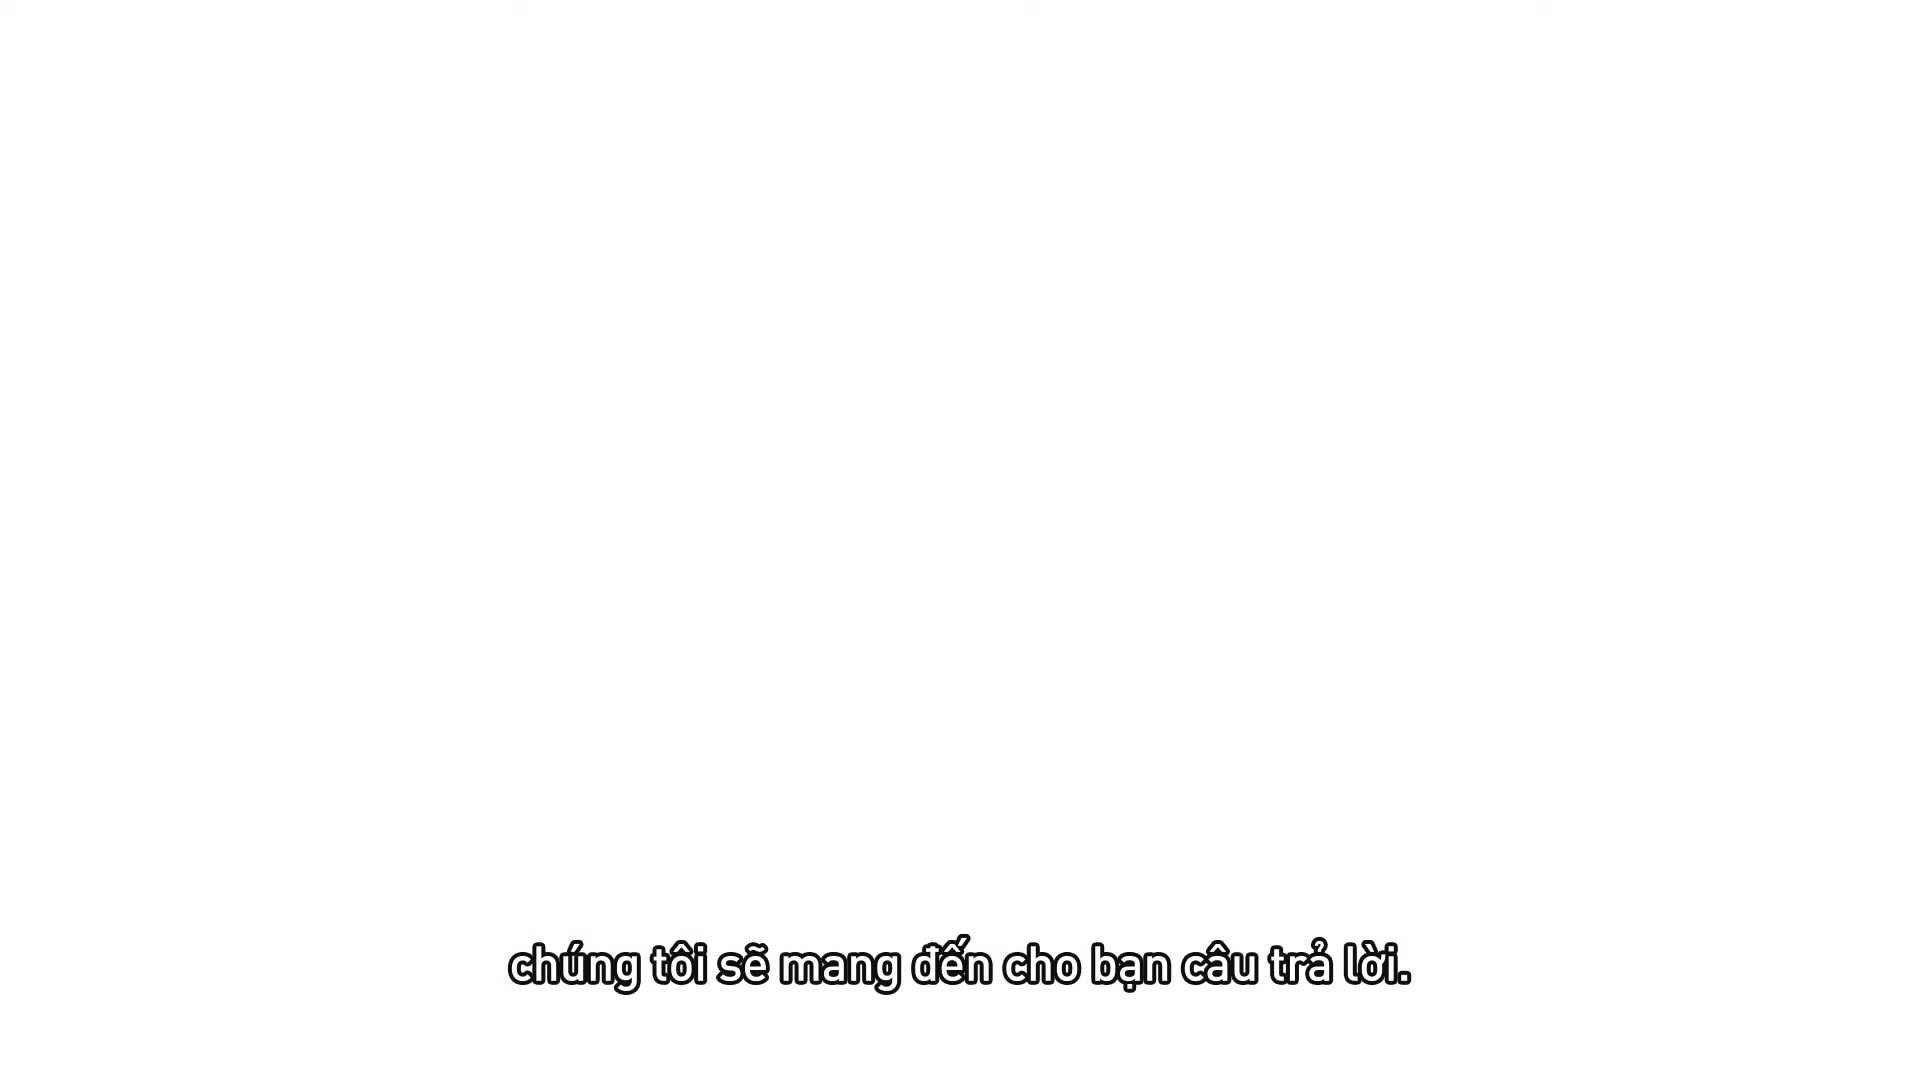 chúng tôi sẽ mang đến cho bạn câu trả lời.